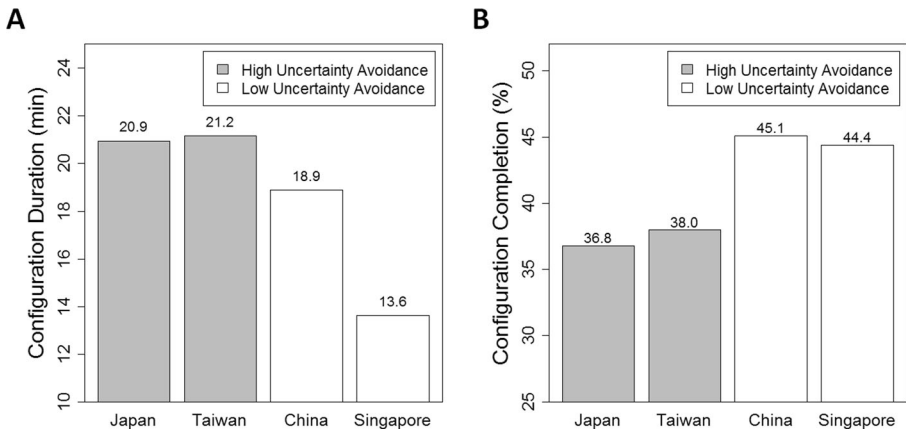 A
Configuration Duration (min)
24
22
20
18
16
14
12
10
High Uncertainty Avoidance
Low Uncertainty Avoidance
20.9
21.2
18.9
13.6
Japan
Taiwan
China
Singapore
B
Configuration Completion (%)
50
45
40
35
30
25
High Uncertainty Avoidance
Low Uncertainty Avoidance
36.8
38.0
45.1
44.4
Japan
Taiwan
China
Singapore